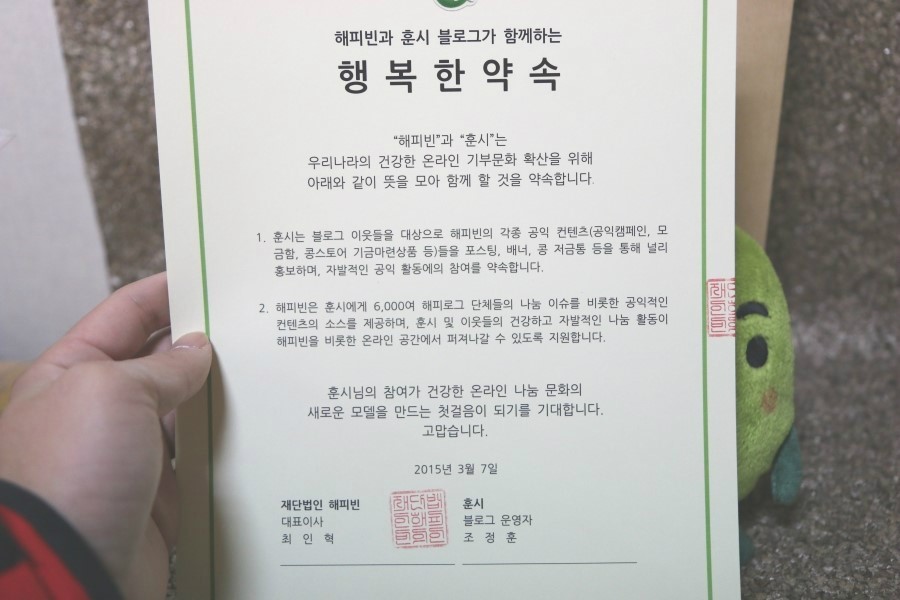 해피빈과 훈시 블로그가 함께하는
행복한약속
“해피빈”과 “훈시”는
우리나라의 건강한 온라인 기부문화 확산을 위해
아래와 같이 뜻을 모아 함께 할 것을 약속합니다.
1. 훈시는 블로그 이웃들을 대상으로 해피빈의 각종 공익 컨텐츠(공익캠페인, 모
금함, 콩스토어 기금마련상품 등)들을 포스팅, 배너, 콩 저금통 등을 통해 널리
홍보하며, 자발적인 공익 활동에의 참여를 약속합니다.
2. 해피빈은 훈시에게 6,000여 해피로그 단체들의 나눔 이슈를 비롯한 공익적인
컨텐츠의 소스를 제공하며, 훈시 및 이웃들의 건강하고 자발적인 나눔 활동이
해피빈을 비롯한 온라인 공간에서 퍼져나갈 수 있도록 지원합니다.
훈시님의 참여가 건강한 온라인 나눔 문화의
새로운 모델을 만드는 첫걸음이 되기를 기대합니다.
고맙습니다.
2015년 3월 7일
재단법인 해피빈
대표이사
최 인 혁
훈시
블로그 운영자
조 정 훈